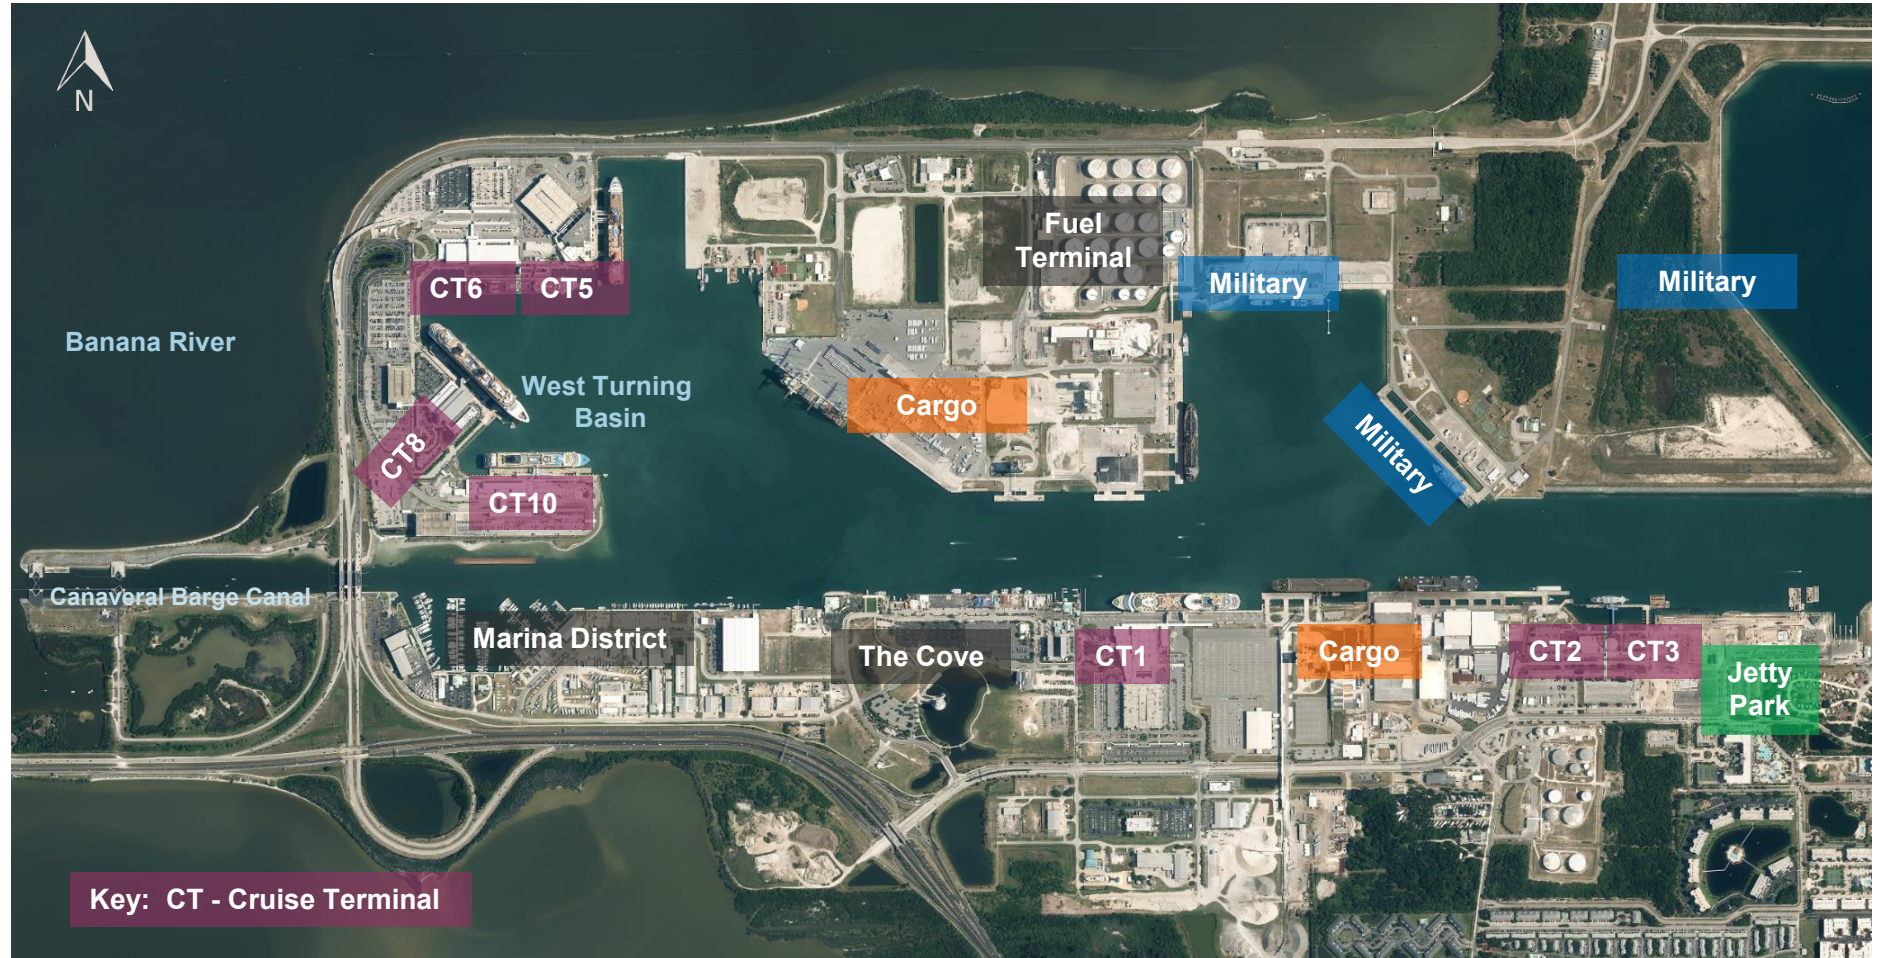 N
Fuel
Terminal
CT6
CT5
Military
Military
Banana River
West Turning
Basin
Cargo
CT8
Military
CT10
Canaveral Barge Canal
Marina District
The Cove
CT1
Cargo
CT2
CT3
Jetty
Park
Key: CT - Cruise Terminal